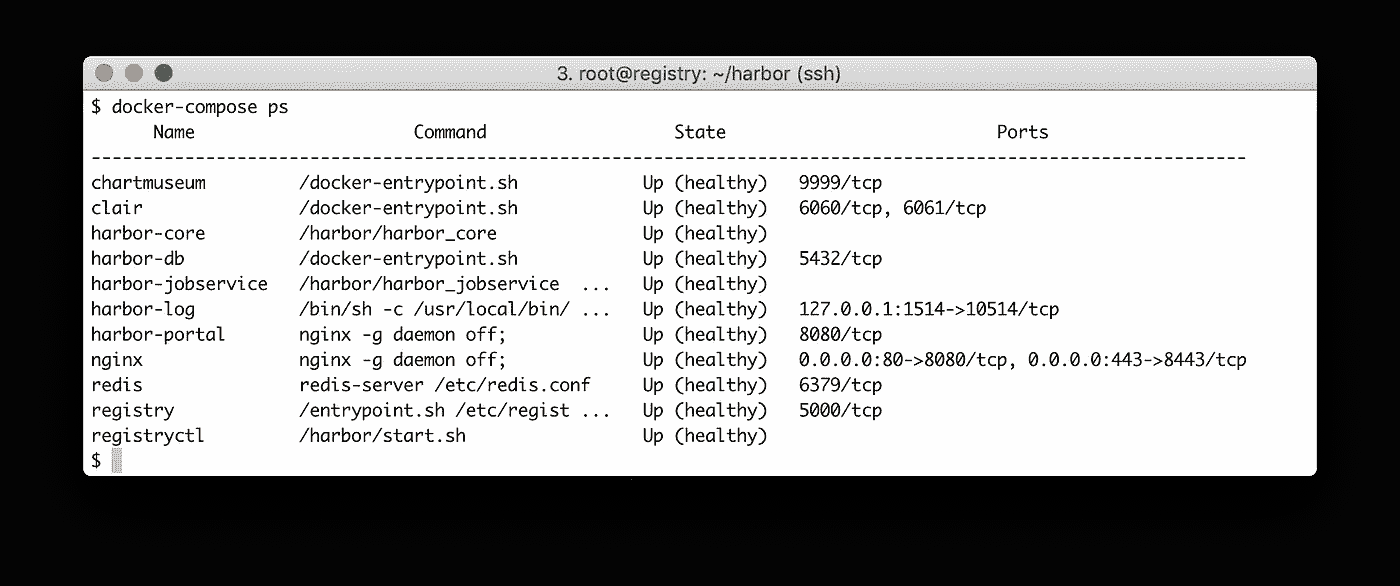 3. root@registry: ~/harbor (ssh)
$ docker-compose ps
Name Command State Ports
---------------------------------------------------------------------------------------------------------------
chartmuseum /docker-entrypoint.sh Up (healthy) 9999/tcp
clair /docker-entrypoint.sh Up (healthy) 6060/tcp, 6061/tcp
harbor-core /harbor/harbor_core Up (healthy)
harbor-db /docker-entrypoint.sh Up (healthy) 5432/tcp
harbor-jobservice /harbor/harbor_jobservice ... Up (healthy)
harbor-log /bin/sh -c /usr/local/bin/ ... Up (healthy) 127.0.0.1:1514->10514/tcp
harbor-portal nginx -g daemon off; Up (healthy) 8080/tcp
nginx nginx -g daemon off; Up (healthy) 0.0.0.0:80->8080/tcp, 0.0.0.0:443->8443/tcp
redis redis-server /etc/redis.conf Up (healthy) 6379/tcp
registry /entrypoint.sh /etc/regist ... Up (healthy) 5000/tcp
registryctl /harbor/start.sh Up (healthy)
$